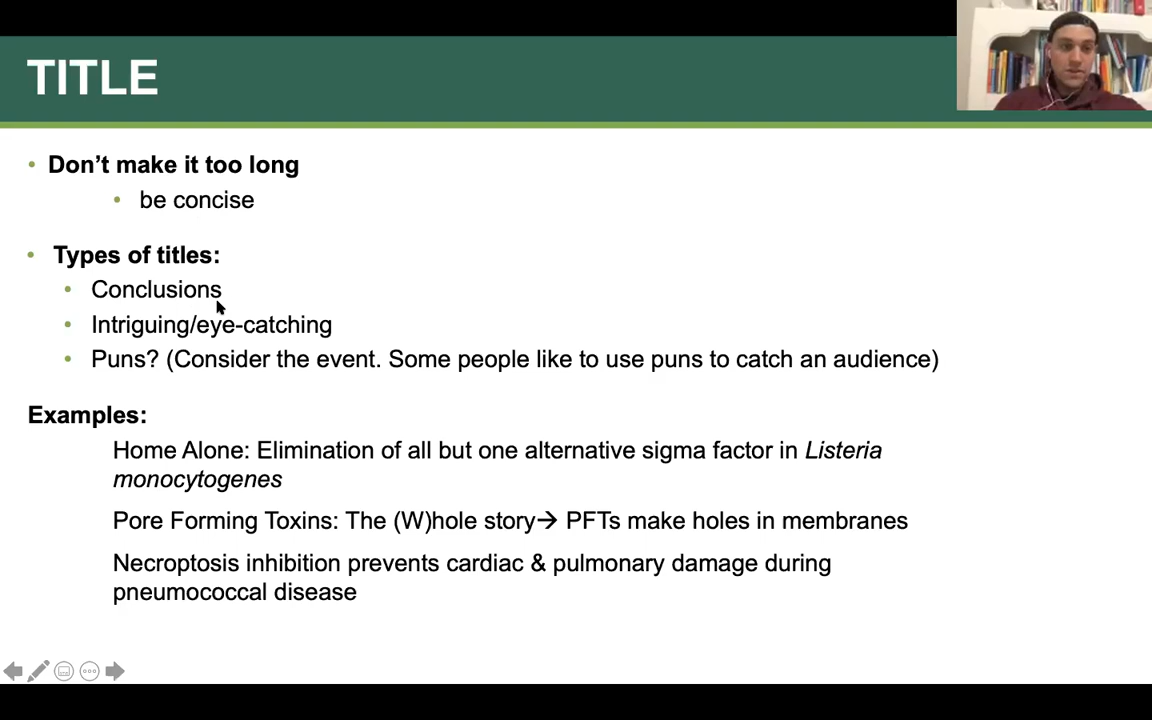 TITLE
• Don’t make it too long
• be concise
• Types of titles:
• Conclusions
• Intriguing/eye-catching
• Puns? (Consider the event. Some people like to use puns to catch an audience)
Examples:
Home Alone: Elimination of all but one alternative sigma factor in Listeria
monocytogenes
Pore Forming Toxins: The (W)hole story→ PFTs make holes in membranes
Necroptosis inhibition prevents cardiac & pulmonary damage during
pneumococcal disease